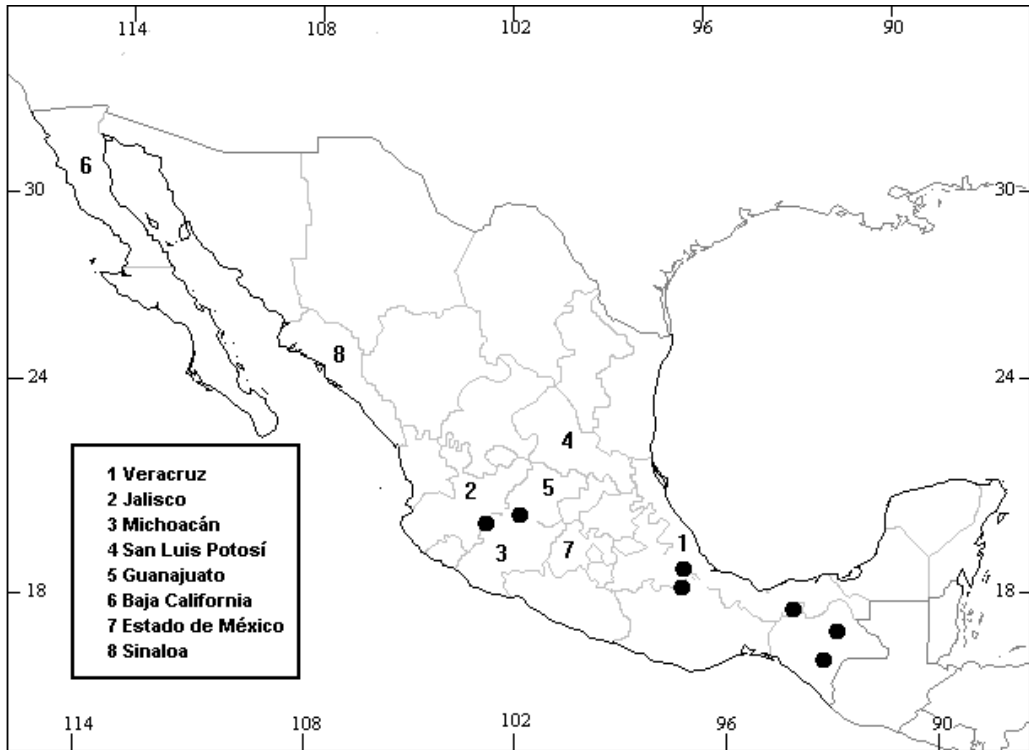 114 108 102 96 90
6
30 30
8
24 24
4
2 5
3 7 1
1 Veracruz
2 Jalisco
3 Michoacán
4 San Luis Potosí
5 Guanajuato
6 Baja California
7 Estado de México
8 Sinaloa
18 18
114 108 102 96 90